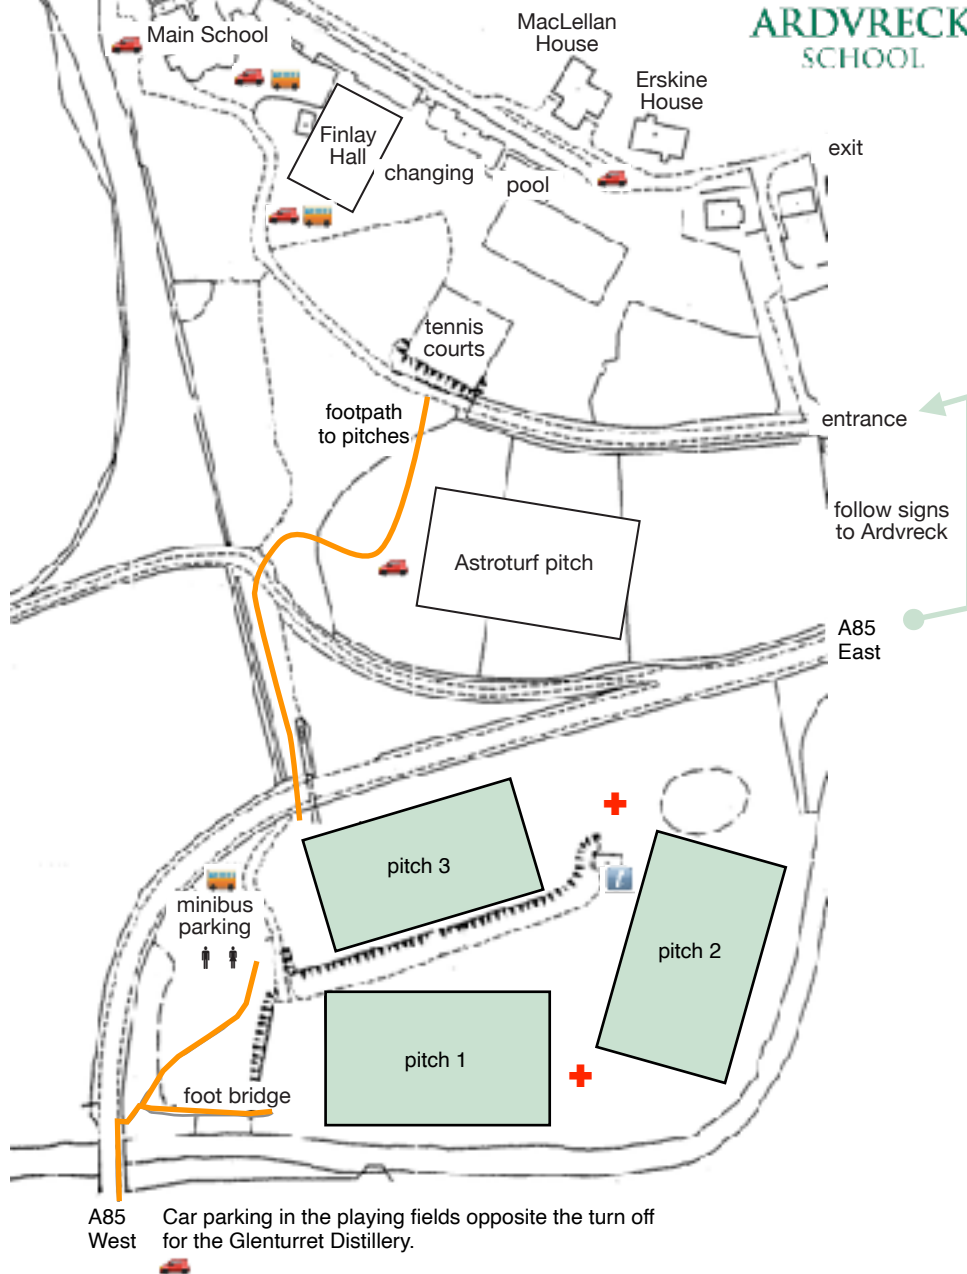 ARDVRECK
SCHOOL
Main School
MacLellan
House
Erskine
House
exit
Finlay
Hall
changing
pool
tennis
courts
footpath
to pitches
entrance
follow signs
to Ardvreck
Astroturf pitch
A85
East
pitch 3
i
minibus
parking
pitch 2
pitch 1
foot bridge
A85
West
Car parking in the playing fields opposite the turn off
for the Glenturret Distillery.